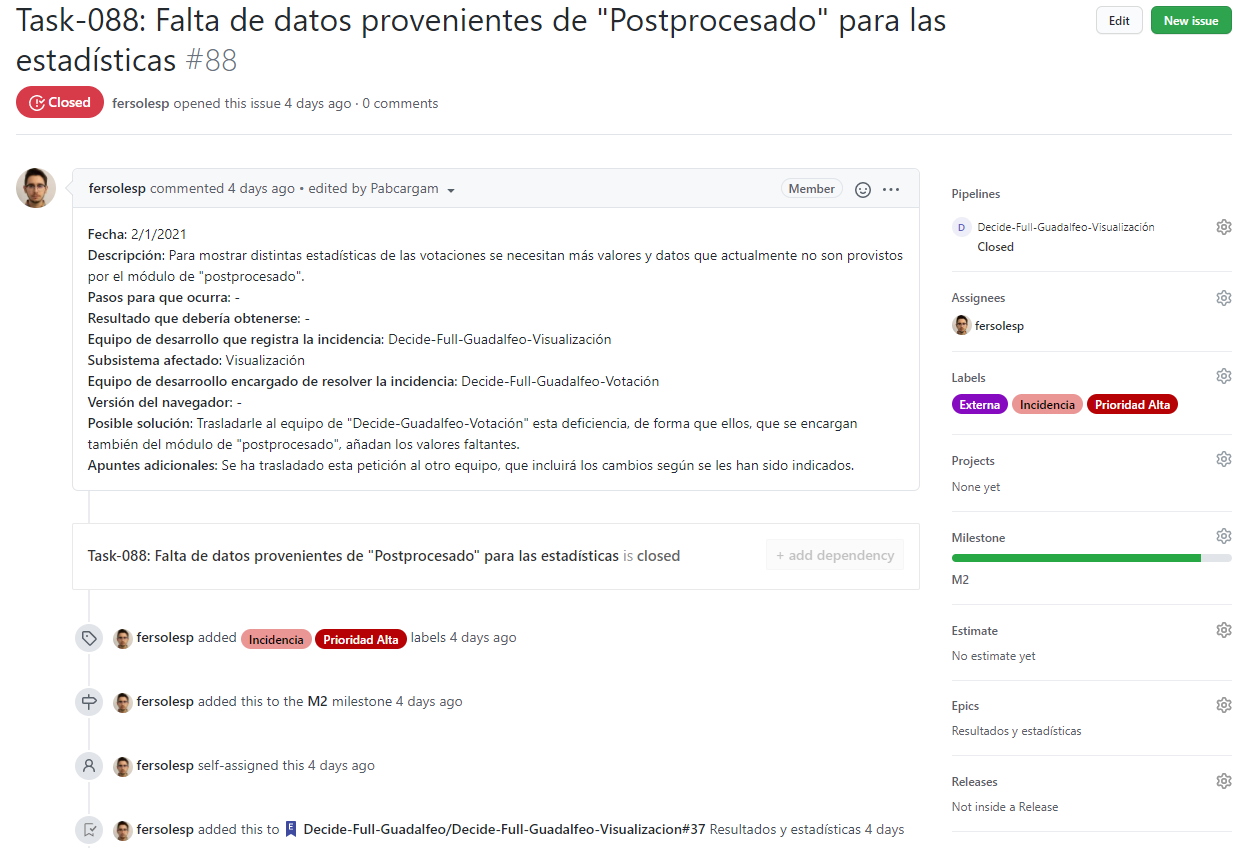 Task-088: Falta de datos provenientes de "Postprocesado" para las
estadísticas #88
Edit
New issue
Closed
fersolesp opened this issue 4 days ago · 0 comments
fersolesp commented 4 days ago • edited by Pabcargam
Member
Fecha: 2/1/2021
Descripción: Para mostrar distintas estadísticas de las votaciones se necesitan más valores y datos que actualmente no son provistos
por el módulo de "postprocesado".
Pasos para que ocurra: -
Resultado que debería obtenerse: -
Equipo de desarrollo que registra la incidencia: Decide-Full-Guadalfeo-Visualización
Subsistema afectado: Visualización
Equipo de desarroollo encargado de resolver la incidencia: Decide-Full-Guadalfeo-Votación
Versión del navegador: -
Posible solución: Trasladarle al equipo de "Decide-Guadalfeo-Votación" esta deficiencia, de forma que ellos, que se encargan
también del módulo de "postprocesado", añadan los valores faltantes.
Apuntes adicionales: Se ha trasladado esta petición al otro equipo, que incluirá los cambios según se les han sido indicados.
Task-088: Falta de datos provenientes de "Postprocesado" para las estadísticas is closed
+ add dependency
fersolesp added Incidencia Prioridad Alta labels 4 days ago
fersolesp added this to the M2 milestone 4 days ago
fersolesp self-assigned this 4 days ago
fersolesp added this to E Decide-Full-Guadalfeo/Decide-Full-Guadalfeo-Visualizacion#37 Resultados y estadísticas 4 days
Pipelines
D Decide-Full-Guadalfeo-Visualización
Closed
Assignees
fersolesp
Labels
Externa Incidencia Prioridad Alta
Projects
None yet
Milestone
M2
Estimate
No estimate yet
Epics
Resultados y estadísticas
Releases
Not inside a Release